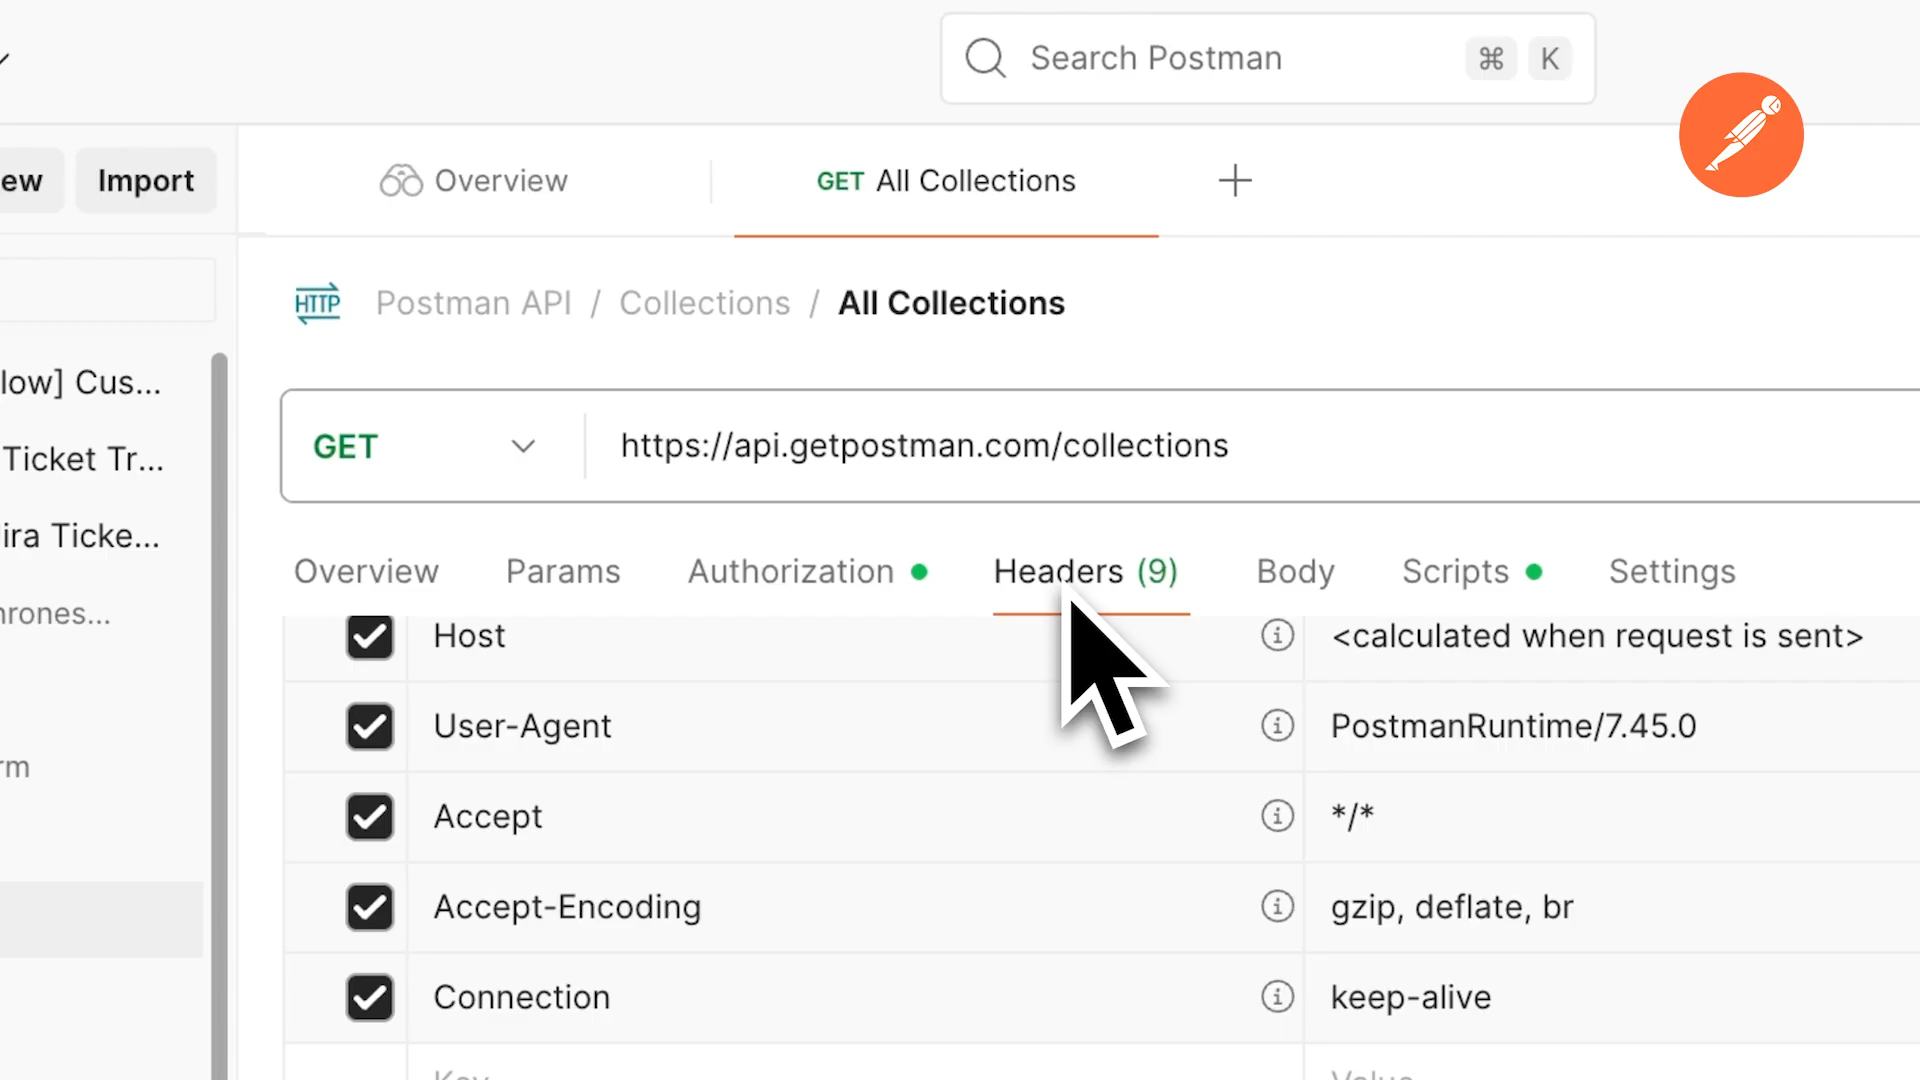 Search Postman ⌘ K
ew Import
Overview
GET All Collections
HTTP Postman API / Collections / All Collections
low] Cus...
Ticket Tr...
ira Ticke...
hrones...
rm
GET https://api.getpostman.com/collections
Overview Params Authorization Headers (9) Body Scripts Settings
Host <calculated when request is sent>
User-Agent PostmanRuntime/7.45.0
Accept */*
Accept-Encoding gzip, deflate, br
Connection keep-alive
Key Value